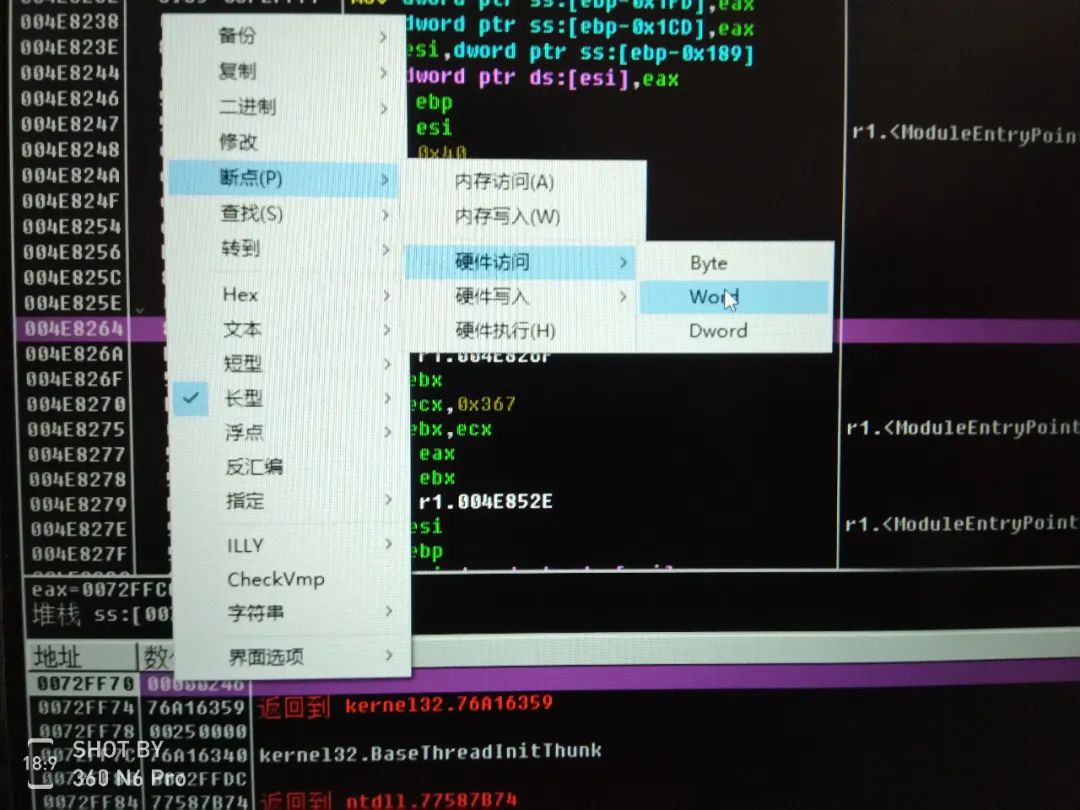 dword ptr ss:[ebp-0x1FD],eax
004E8238 备份 dword ptr ss:[ebp-0x1CD],eax
004E823E esi,dword ptr ss:[ebp-0x189]
004E8244 复制 dword ptr ds:[esi],eax
004E8246 二进制 ebp
004E8247 修改 esi r1.<ModuleEntryPoin
004E8248 0x40
004E824A 断点(P) 内存访问(A)
004E824F 查找(S) 内存写入(W)
004E8254 转到
004E8256 硬件访问 Byte
004E825C Hex 硬件写入 Word
004E825E 文本 硬件执行(H) Dword
004E8264
004E826A 短型 r1.004E826F
004E826F ebx
004E8270 长型 ecx,0x367
004E8275 浮点 ebx,ecx r1.<ModuleEntryPoint
004E8277 eax
004E8278 反汇编 ebx
004E8279 指定 r1.004E852E
004E827E esi r1.<ModuleEntryPoint
004E827F ILLY ebp
CheckVmp
eax=0072FFC
堆栈 ss:[00 字符串
地址 数 界面选项
0072FF70 00000246
0072FF74 76A16359 返回到 kernel32.76A16359
0072FF78 00250000
76A16340 kernel32.BaseThreadInitThunk
0072FF84 77587B74 返回到 ntdll.77587B74
18:9
SHOT BY
360 N6 Pro